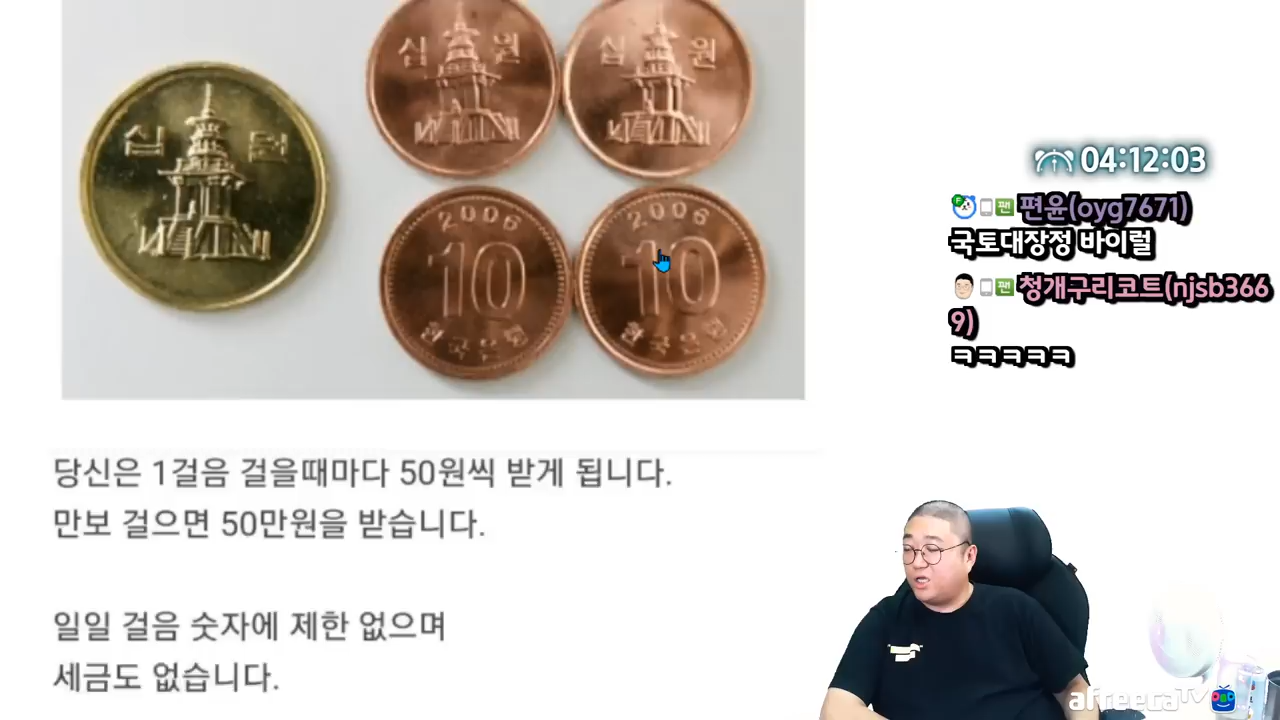 십 원
십 원
십 원
2006
10
한국은행
2006
10
한국은행
04:12:03
편윤(oyg7671)
국토대장정 바이럴
청개구리코트(njsb366
9)
ㅋㅋㅋㅋㅋ
당신은 1걸음 걸을때마다 50원씩 받게 됩니다.
만보 걸으면 50만원을 받습니다.
일일 걸음 숫자에 제한 없으며
세금도 없습니다.
afreecaTV